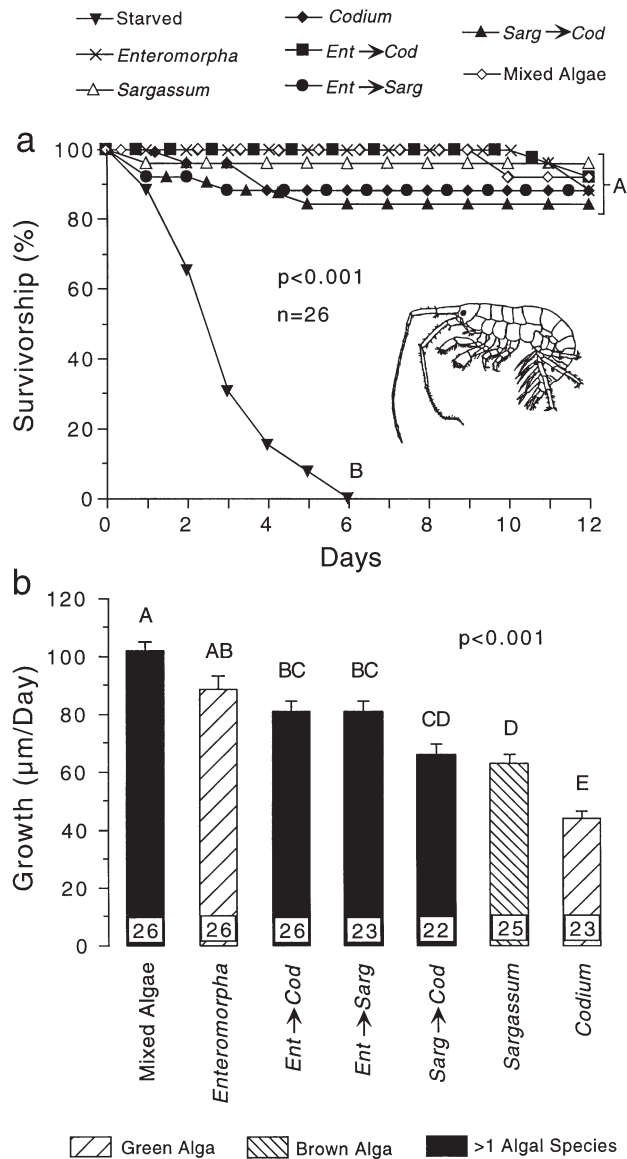 Starved
Enteromorpha
Sargassum
Codium
Ent → Cod
Ent → Sarg
Sarg → Cod
Mixed Algae
a
100
80
60
40
20
0
Survivorship (%)
p<0.001
n=26
A
B
0 2 4 6 8 10 12
Days
b
120
100
80
60
40
20
0
Growth (µm/Day)
p<0.001
A AB BC BC CD D E
26 26 26 23 22 25 23
Mixed Algae
Enteromorpha
Ent → Cod
Ent → Sarg
Sarg → Cod
Sargassum
Codium
Green Alga Brown Alga >1 Algal Species